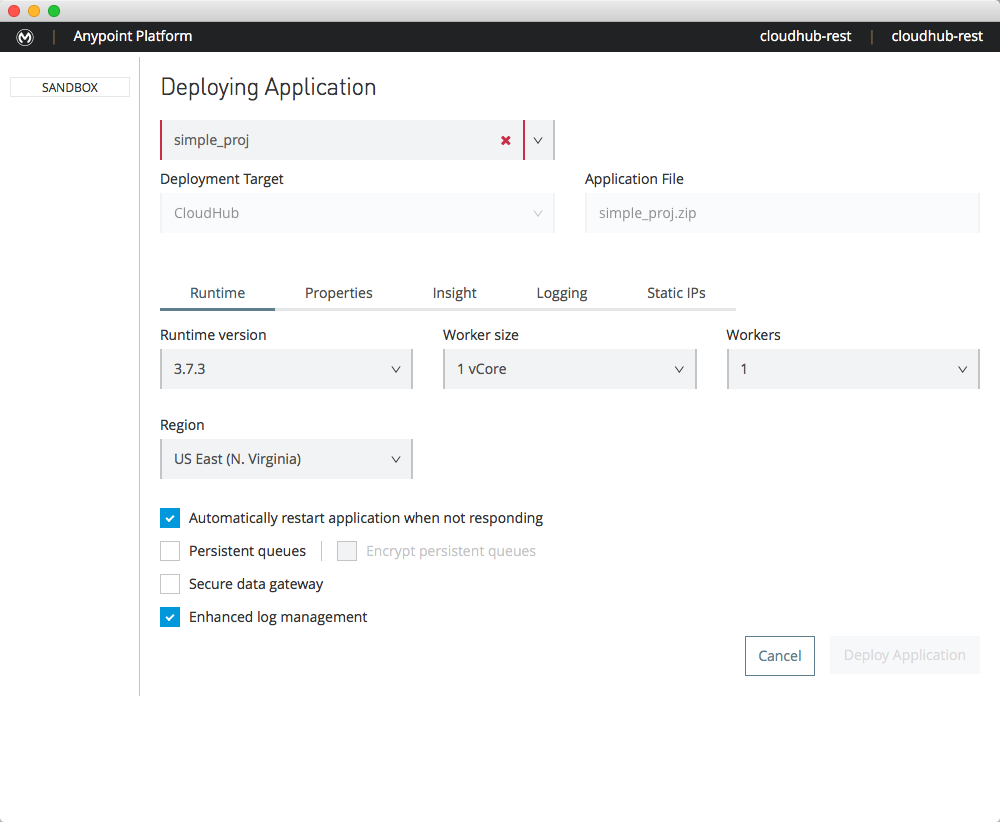 Anypoint Platform cloudhub-rest cloudhub-rest
SANDBOX
Deploying Application
simple_proj
Deployment Target Application File
CloudHub simple_proj.zip
Runtime Properties Insight Logging Static IPs
Runtime version Worker size Workers
3.7.3 1 vCore 1
Region
US East (N. Virginia)
Automatically restart application when not responding
Persistent queues Encrypt persistent queues
Secure data gateway
Enhanced log management
Cancel Deploy Application